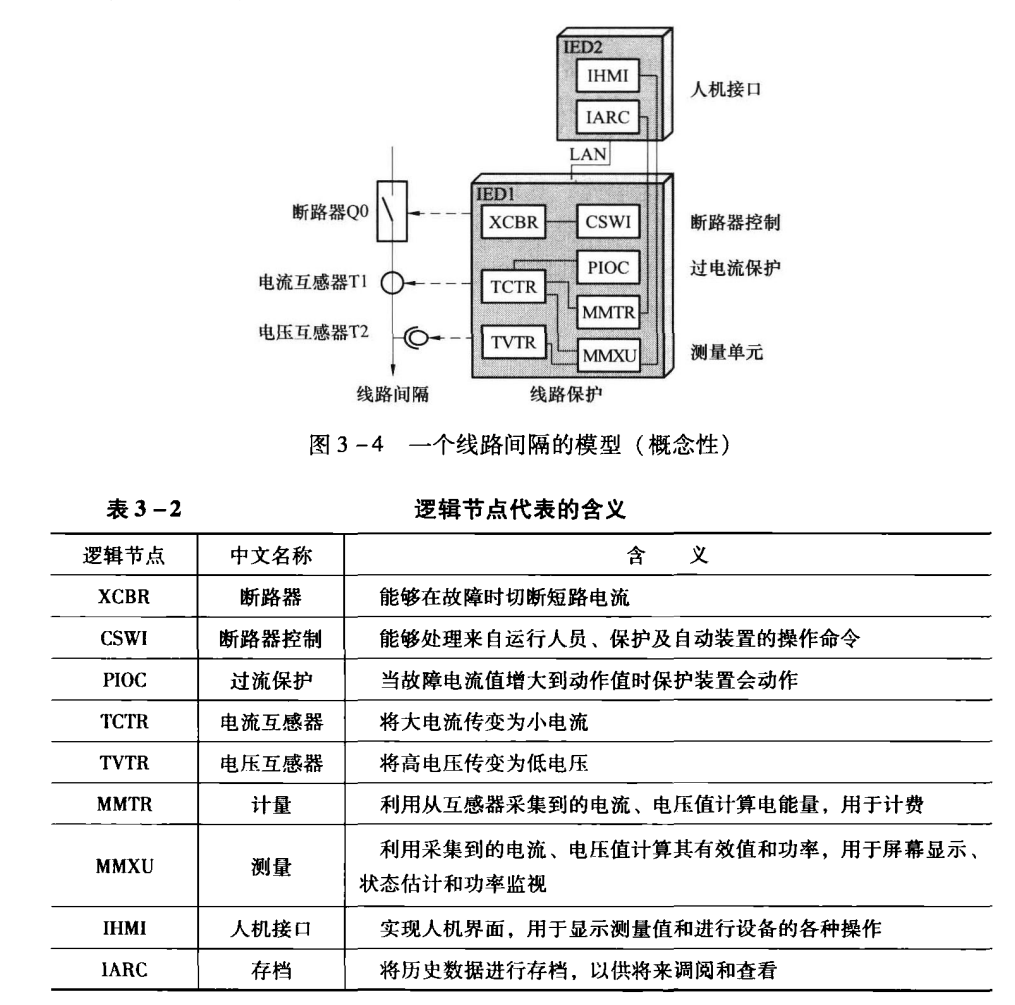 IED2
IHMI
人机接口
IARC
LAN
IED1
断路器Q0
XCBR
CSWI
断路器控制
PIOC
过电流保护
电流互感器T1
TCTR
MMTR
电压互感器T2
TVTR
MMXU
测量单元
线路间隔
线路保护
图 3-4 一个线路间隔的模型（概念性）
表 3-2 逻辑节点代表的含义
逻辑节点 中文名称 含 义
XCBR 断路器 能够在故障时切断短路电流
CSWI 断路器控制 能够处理来自运行人员、保护及自动装置的操作命令
PIOC 过流保护 当故障电流值增大到动作值时保护装置会动作
TCTR 电流互感器 将大电流传变为小电流
TVTR 电压互感器 将高电压传变为低电压
MMTR 计量 利用从互感器采集到的电流、电压值计算电能量，用于计费
MMXU 测量 利用采集到的电流、电压值计算其有效值和功率，用于屏幕显示、
状态估计和功率监视
IHMI 人机接口 实现人机界面，用于显示测量值和进行设备的各种操作
IARC 存档 将历史数据进行存档，以供将来调阅和查看